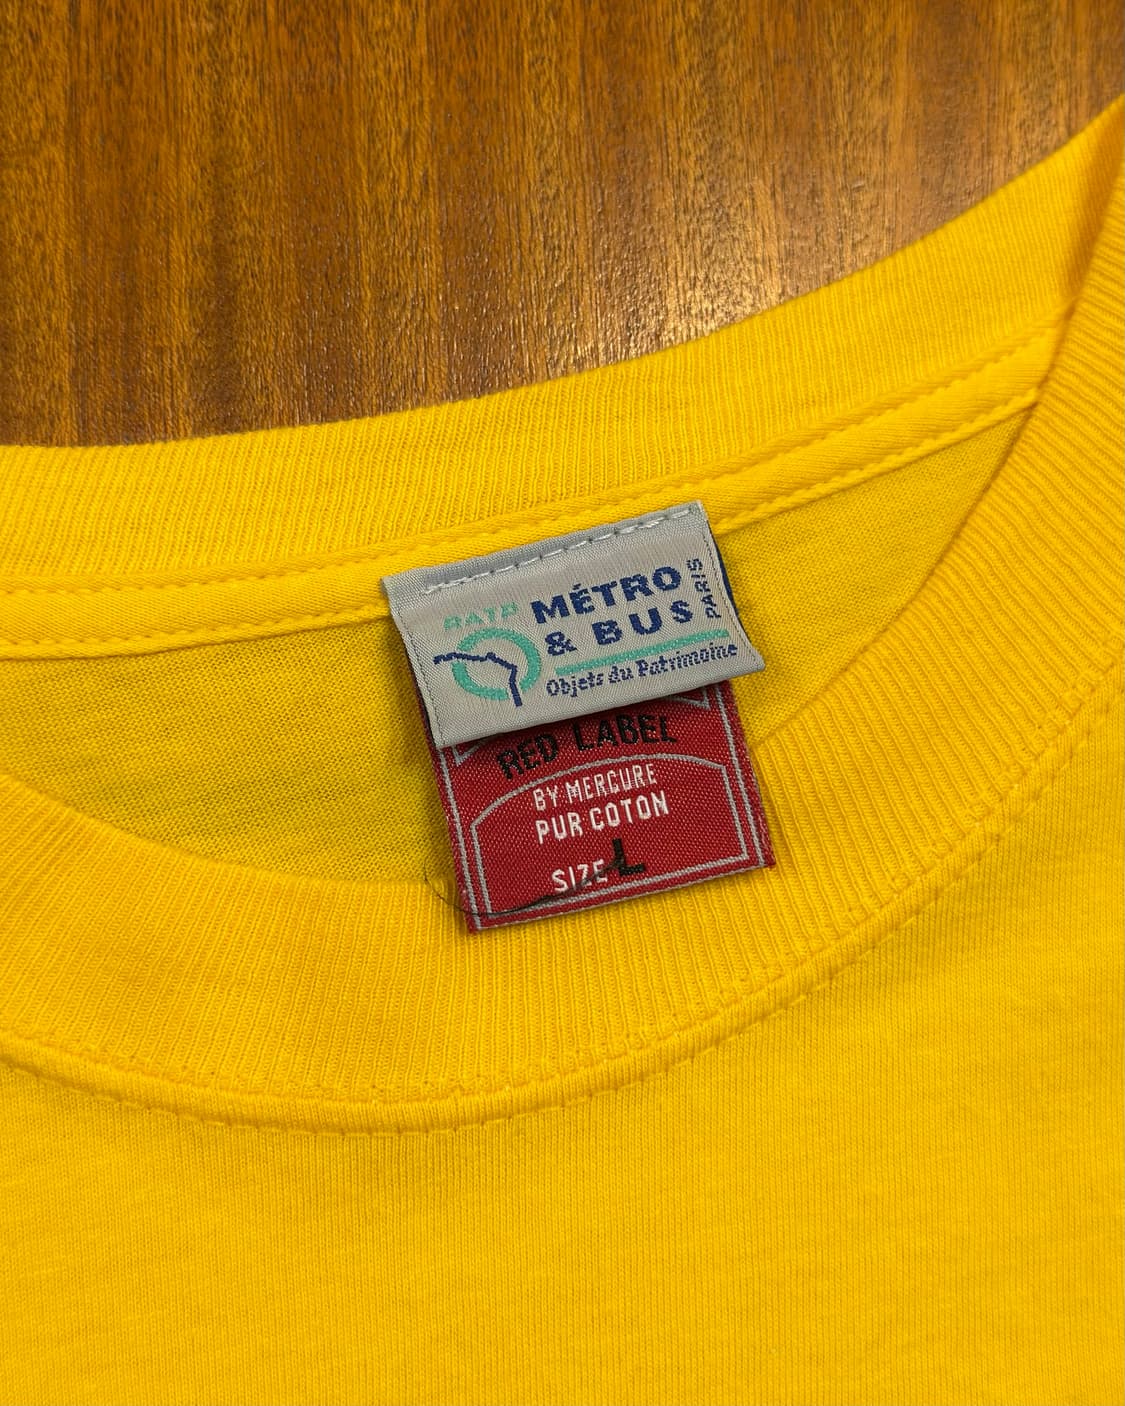 RATP
MÉTRO
& BUS
PARIS
Objets du Patrimoine
RED LABEL
BY MERCURE
PUR COTON
SIZE L